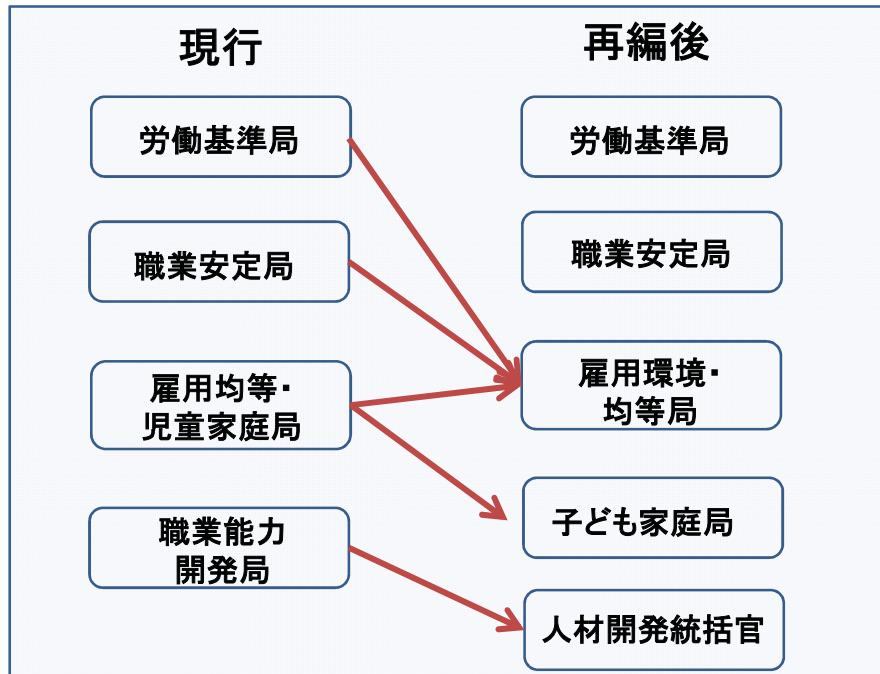 現行
労働基準局
職業安定局
雇用均等・
児童家庭局
職業能力
開発局
再編後
労働基準局
職業安定局
雇用環境・
均等局
子ども家庭局
人材開発統括官